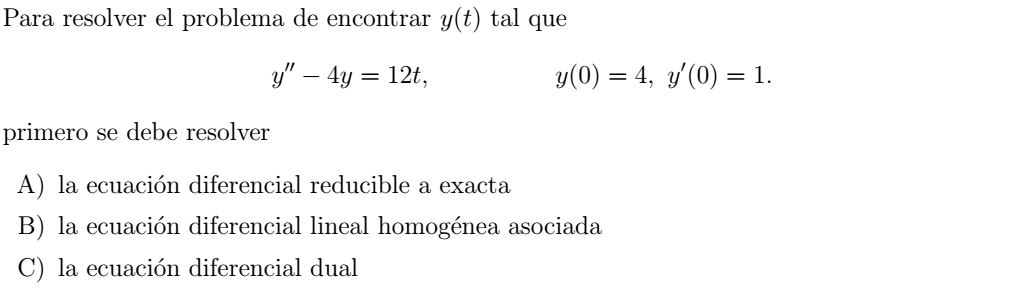 Para resolver el problema de encontrar y(t) tal que
y′′ − 4y = 12t, y(0) = 4, y′(0) = 1.
primero se debe resolver
A) la ecuación diferencial reducible a exacta
B) la ecuación diferencial lineal homogénea asociada
C) la ecuación diferencial dual